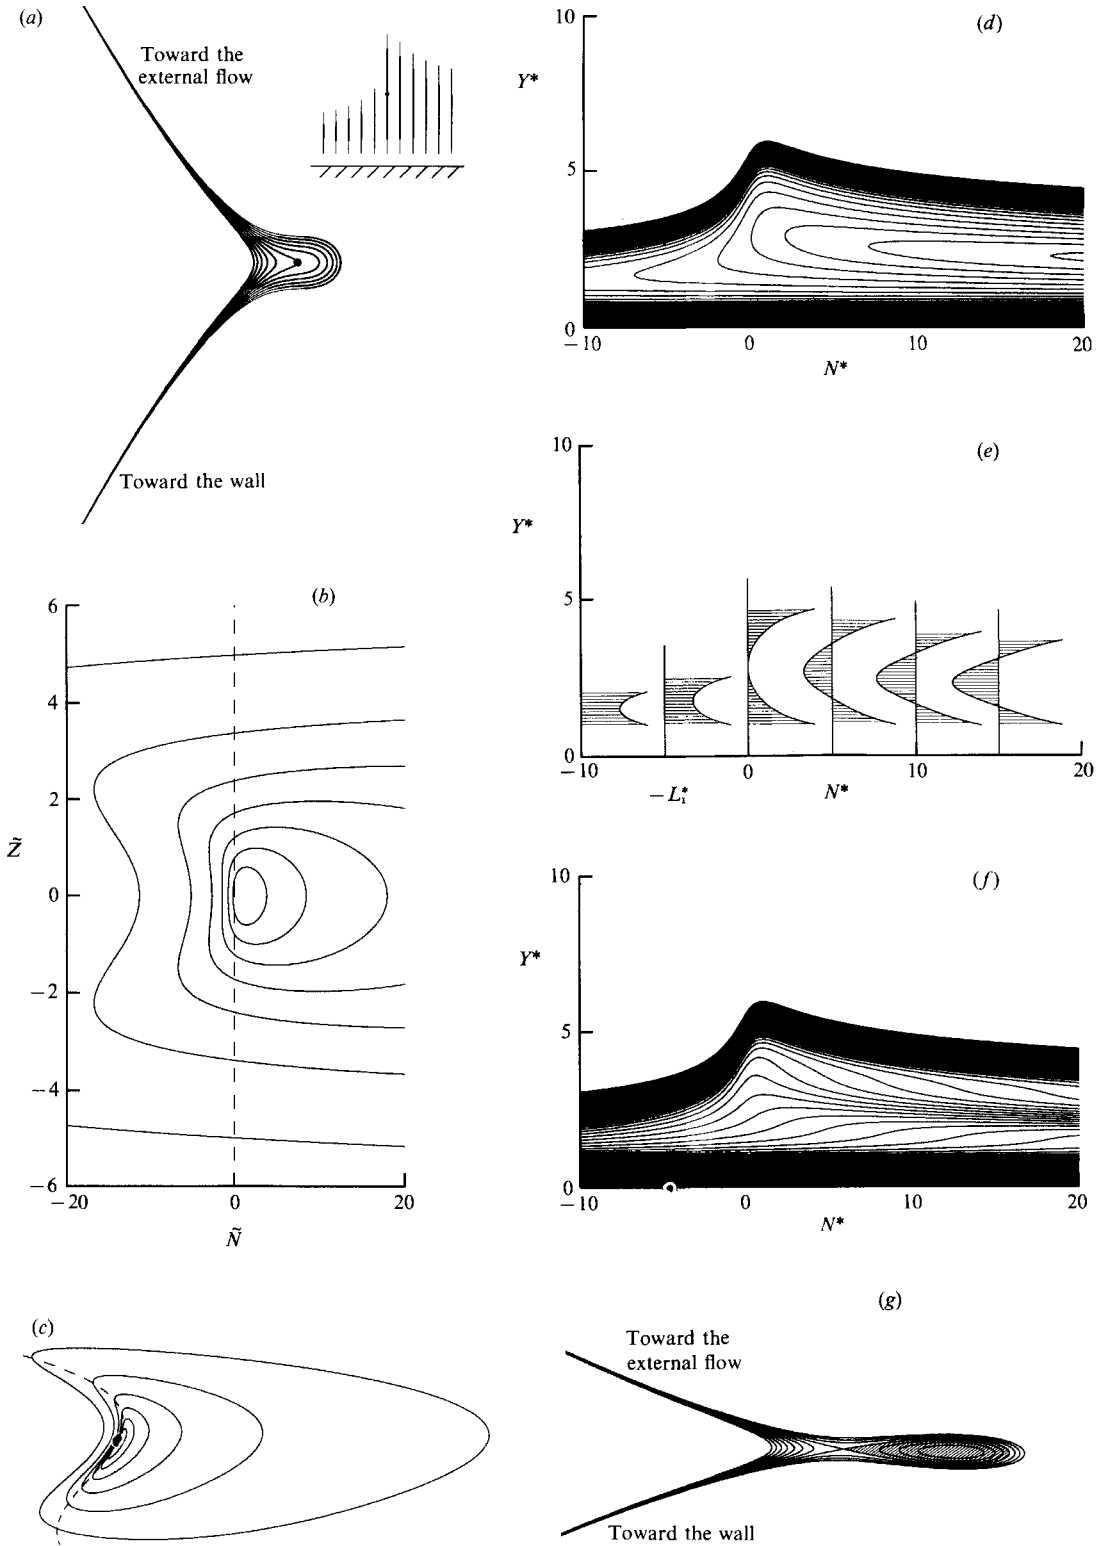 (a)
Toward the
external flow
Toward the wall
(b)
6
4
2
Z̃
0
−2
−4
−6
−20
0
20
Ñ
(c)
(d)
10
Y*
5
0
−10
0
10
20
N*
(e)
10
Y*
5
0
−10
0
10
20
−L₁*
N*
(f)
10
Y*
5
0
−10
0
10
20
N*
(g)
Toward the
external flow
Toward the wall